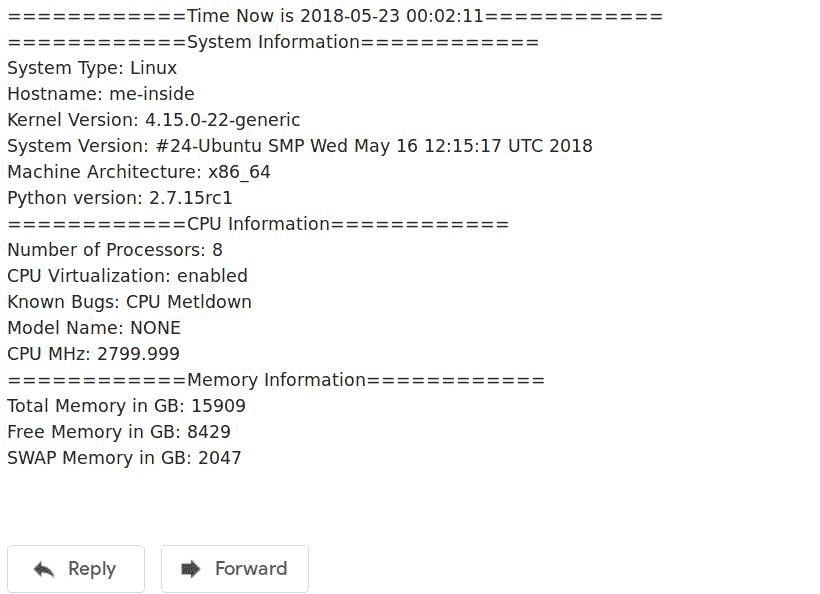 ============Time Now is 2018-05-23 00:02:11============
============System Information============
System Type: Linux
Hostname: me-inside
Kernel Version: 4.15.0-22-generic
System Version: #24-Ubuntu SMP Wed May 16 12:15:17 UTC 2018
Machine Architecture: x86_64
Python version: 2.7.15rc1
============CPU Information============
Number of Processors: 8
CPU Virtualization: enabled
Known Bugs: CPU Metldown
Model Name: NONE
CPU MHz: 2799.999
============Memory Information============
Total Memory in GB: 15909
Free Memory in GB: 8429
SWAP Memory in GB: 2047
Reply Forward